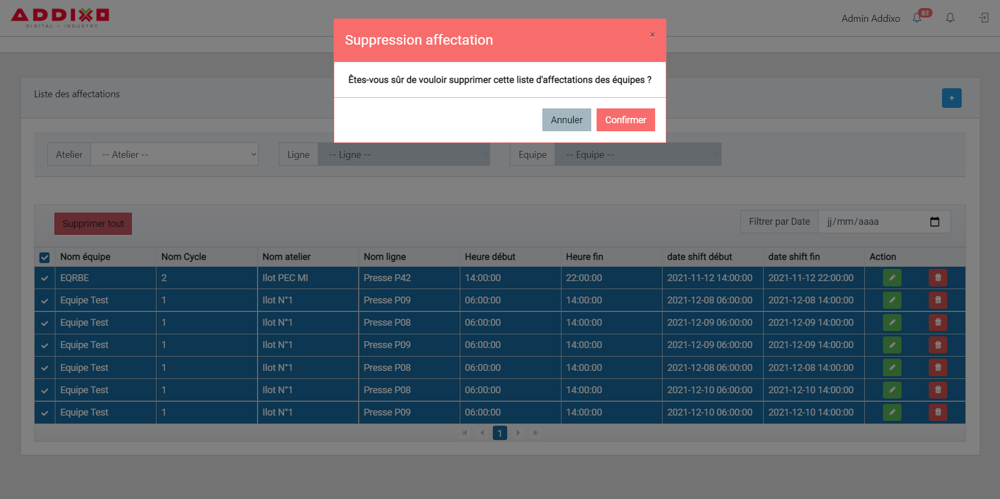 ADDIXO
DIGITAL - INDUSTRY
Admin Addixo
83
Suppression affectation
×
Êtes-vous sûr de vouloir supprimer cette liste d'affectations des équipes ?
Annuler Confirmer
Liste des affectations
+
Atelier -- Atelier -- Ligne -- Ligne -- Equipe -- Equipe --
Supprimer tout Filtrer par Date jj/mm/aaaa
Nom équipe Nom Cycle Nom atelier Nom ligne Heure début Heure fin date shift début date shift fin Action
EQRBE 2 Ilot PEC MI Presse P42 14:00:00 22:00:00 2021-11-12 14:00:00 2021-11-12 22:00:00
Equipe Test 1 Ilot N°1 Presse P09 06:00:00 14:00:00 2021-12-08 06:00:00 2021-12-08 14:00:00
Equipe Test 1 Ilot N°1 Presse P08 06:00:00 14:00:00 2021-12-09 06:00:00 2021-12-09 14:00:00
Equipe Test 1 Ilot N°1 Presse P09 06:00:00 14:00:00 2021-12-09 06:00:00 2021-12-09 14:00:00
Equipe Test 1 Ilot N°1 Presse P08 06:00:00 14:00:00 2021-12-08 06:00:00 2021-12-08 14:00:00
Equipe Test 1 Ilot N°1 Presse P08 06:00:00 14:00:00 2021-12-10 06:00:00 2021-12-10 14:00:00
Equipe Test 1 Ilot N°1 Presse P09 06:00:00 14:00:00 2021-12-10 06:00:00 2021-12-10 14:00:00
1